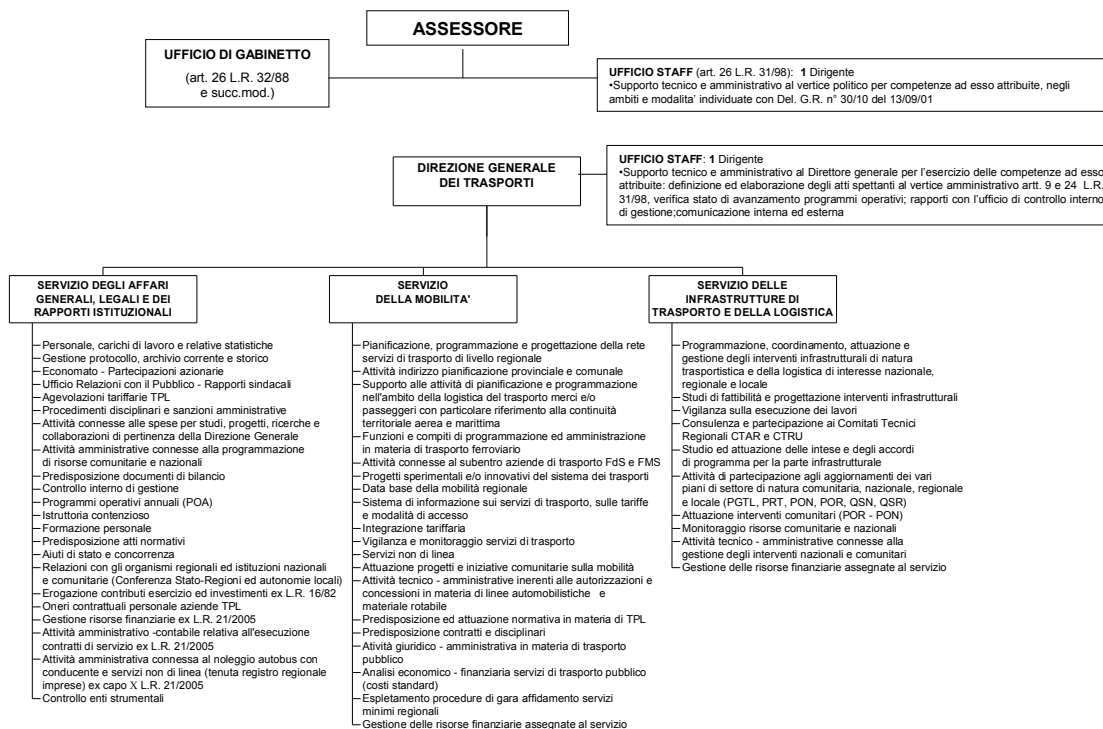 ASSESSORE
UFFICIO DI GABINETTO
(art. 26 L.R. 32/88
e succ.mod.)
UFFICIO STAFF (art. 26 L.R. 31/98): 1 Dirigente
•Supporto tecnico e amministrativo al vertice politico per competenze ad esso attribuite, negli
ambiti e modalita' individuate con Del. G.R. n° 30/10 del 13/09/01
DIREZIONE GENERALE
DEI TRASPORTI
UFFICIO STAFF: 1 Dirigente
•Supporto tecnico e amministrativo al Direttore generale per l'esercizio delle competenze ad esso
attribuite: definizione ed elaborazione degli atti spettanti al vertice amministrativo artt. 9 e 24 L.R.
31/98, verifica stato di avanzamento programmi operativi; rapporti con l'ufficio di controllo interno
di gestione;comunicazione interna ed esterna
SERVIZIO DEGLI AFFARI
GENERALI, LEGALI E DEI
RAPPORTI ISTITUZIONALI
Personale, carichi di lavoro e relative statistiche
Gestione protocollo, archivio corrente e storico
Economato - Partecipazioni azionarie
Ufficio Relazioni con il Pubblico - Rapporti sindacali
Agevolazioni tariffarie TPL
Procedimenti disciplinari e sanzioni amministrative
Attività connesse alle spese per studi, progetti, ricerche e
collaborazioni di pertinenza della Direzione Generale
Attività amministrative connesse alla programmazione
di risorse comunitarie e nazionali
Predisposizione documenti di bilancio
Controllo interno di gestione
Programmi operativi annuali (POA)
Istruttoria contenzioso
Formazione personale
Predisposizione atti normativi
Aiuti di stato e concorrenza
Relazioni con gli organismi regionali ed istituzioni nazionali
e comunitarie (Conferenza Stato-Regioni ed autonomie locali)
Erogazione contributi esercizio ed investimenti ex L.R. 16/82
Oneri contrattuali personale aziende TPL
Gestione risorse finanziarie ex L.R. 21/2005
Attività amministrativo -contabile relativa all'esecuzione
contratti di servizio ex L.R. 21/2005
Attività amministrativa connessa al noleggio autobus con
conducente e servizi non di linea (tenuta registro regionale
imprese) ex capo X L.R. 21/2005
Controllo enti strumentali
SERVIZIO
DELLA MOBILITA'
Pianificazione, programmazione e progettazione della rete
servizi di trasporto di livello regionale
Attività indirizzo pianificazione provinciale e comunale
Supporto alle attività di pianificazione e programmazione
nell'ambito della logistica del trasporto merci e/o
passeggeri con particolare riferimento alla continuità
territoriale aerea e marittima
Funzioni e compiti di programmazione ed amministrazione
in materia di trasporto ferroviario
Attività connesse al subentro aziende di trasporto FdS e FMS
Progetti sperimentali e/o innovativi del sistema dei trasporti
Data base della mobilità regionale
Sistema di informazione sui servizi di trasporto, sulle tariffe
e modalità di accesso
Integrazione tariffaria
Vigilanza e monitoraggio servizi di trasporto
Servizi non di linea
Attuazione progetti e iniziative comunitarie sulla mobilità
Attività tecnico - amministrative inerenti alle autorizzazioni e
concessioni in materia di linee automobilistiche e
materiale rotabile
Predisposizione ed attuazione normativa in materia di TPL
Predisposizione contratti e disciplinari
Atività giuridico - amministrativa in materia di trasporto
pubblico
Analisi economico - finanziaria servizi di trasporto pubblico
(costi standard)
Espletamento procedure di gara affidamento servizi
minimi regionali
Gestione delle risorse finanziarie assegnate al servizio
SERVIZIO DELLE
INFRASTRUTTURE DI
TRASPORTO E DELLA LOGISTICA
Programmazione, coordinamento, attuazione e
gestione degli interventi infrastrutturali di natura
trasportistica e della logistica di interesse nazionale,
regionale e locale
Studi di fattibilità e progettazione interventi infrastrutturali
Vigilanza sulla esecuzione dei lavori
Consulenza e partecipazione ai Comitati Tecnici
Regionali CTAR e CTRU
Studio ed attuazione delle intese e degli accordi
di programma per la parte infrastrutturale
Attività di partecipazione agli aggiornamenti dei vari
piani di settore di natura comunitaria, nazionale, regionale
e locale (PGTL, PRT, PON, POR, QSN, QSR)
Attuazione interventi comunitari (POR - PON)
Monitoraggio risorse comunitarie e nazionali
Attività tecnico - amministrative connesse alla
gestione degli interventi nazionali e comunitari
Gestione delle risorse finanziarie assegnate al servizio